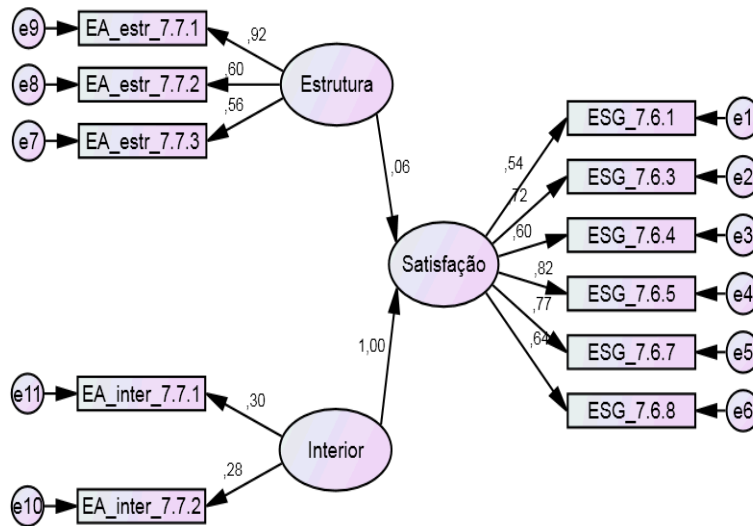 e9
EA_estr_7.7.1
,92
e8
EA_estr_7.7.2
,60
e7
EA_estr_7.7.3
,56
Estrutura
,06
Satisfação
ESG_7.6.1
e1
,54
ESG_7.6.3
e2
,72
ESG_7.6.4
e3
,60
ESG_7.6.5
e4
,82
ESG_7.6.7
e5
,77
ESG_7.6.8
e6
,64
1,00
e11
EA_inter_7.7.1
,30
Interior
,28
e10
EA_inter_7.7.2